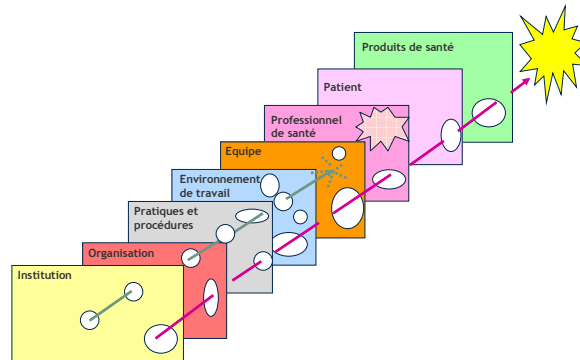 Produits de santé
Patient
Professionnel
de santé
Equipe
Environnement
de travail
Pratiques et
procédures
Organisation
Institution